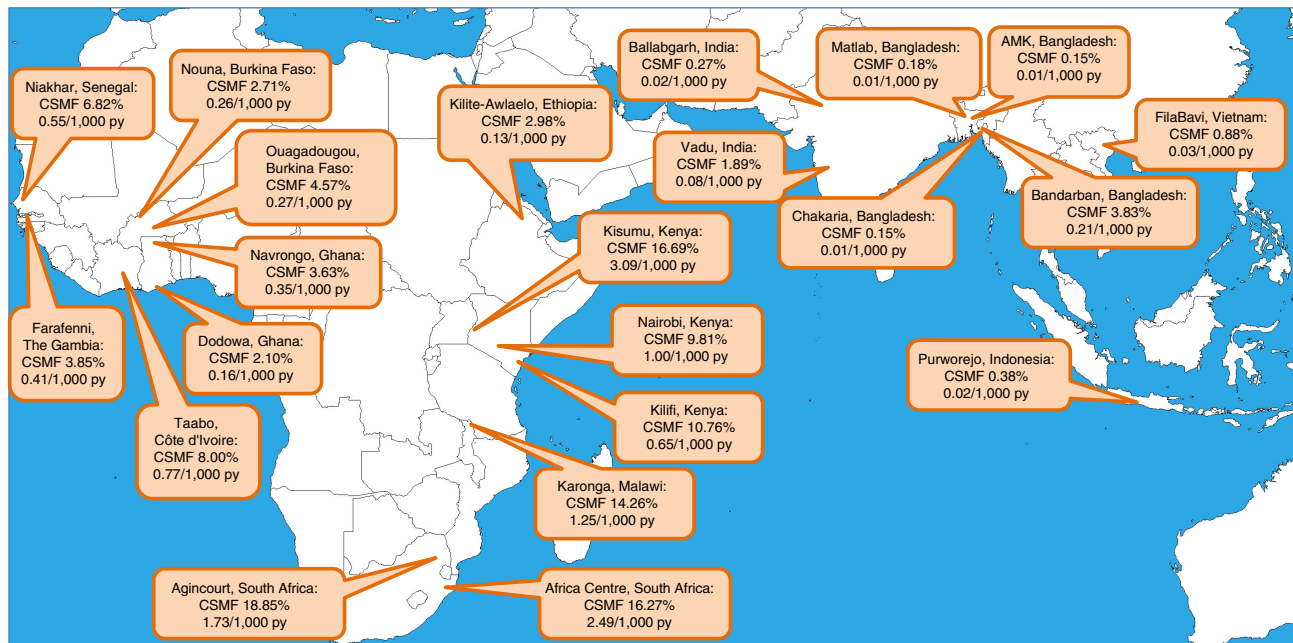 Niakhar, Senegal:
CSMF 6.82%
0.55/1,000 py
Nouna, Burkina Faso:
CSMF 2.71%
0.26/1,000 py
Ouagadougou,
Burkina Faso:
CSMF 4.57%
0.27/1,000 py
Navrongo, Ghana:
CSMF 3.63%
0.35/1,000 py
Farafenni,
The Gambia:
CSMF 3.85%
0.41/1,000 py
Dodowa, Ghana:
CSMF 2.10%
0.16/1,000 py
Taabo,
Côte d'Ivoire:
CSMF 8.00%
0.77/1,000 py
Kilite-Awlaelo, Ethiopia:
CSMF 2.98%
0.13/1,000 py
Kisumu, Kenya:
CSMF 16.69%
3.09/1,000 py
Nairobi, Kenya:
CSMF 9.81%
1.00/1,000 py
Kilifi, Kenya:
CSMF 10.76%
0.65/1,000 py
Karonga, Malawi:
CSMF 14.26%
1.25/1,000 py
Agincourt, South Africa:
CSMF 18.85%
1.73/1,000 py
Africa Centre, South Africa:
CSMF 16.27%
2.49/1,000 py
Ballabgarh, India:
CSMF 0.27%
0.02/1,000 py
Matlab, Bangladesh:
CSMF 0.18%
0.01/1,000 py
AMK, Bangladesh:
CSMF 0.15%
0.01/1,000 py
FilaBavi, Vietnam:
CSMF 0.88%
0.03/1,000 py
Vadu, India:
CSMF 1.89%
0.08/1,000 py
Chakaria, Bangladesh:
CSMF 0.15%
0.01/1,000 py
Bandarban, Bangladesh:
CSMF 3.83%
0.21/1,000 py
Purworejo, Indonesia:
CSMF 0.38%
0.02/1,000 py